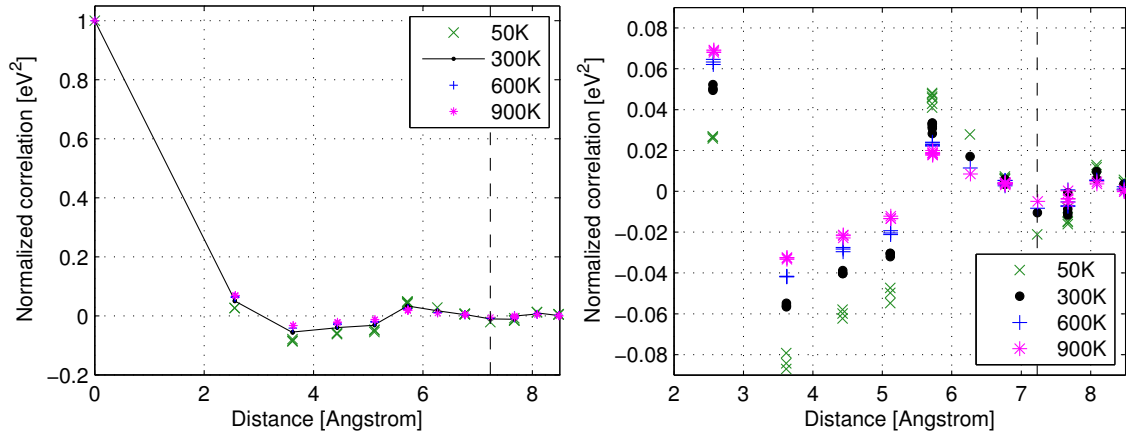 Normalized correlation [eV²]
1
0.8
0.6
0.4
0.2
0
−0.2
0 2 4 6 8
Distance [Angstrom]
50K
300K
600K
900K
Normalized correlation [eV²]
0.08
0.06
0.04
0.02
0
−0.02
−0.04
−0.06
−0.08
2 3 4 5 6 7 8
Distance [Angstrom]
50K
300K
600K
900K